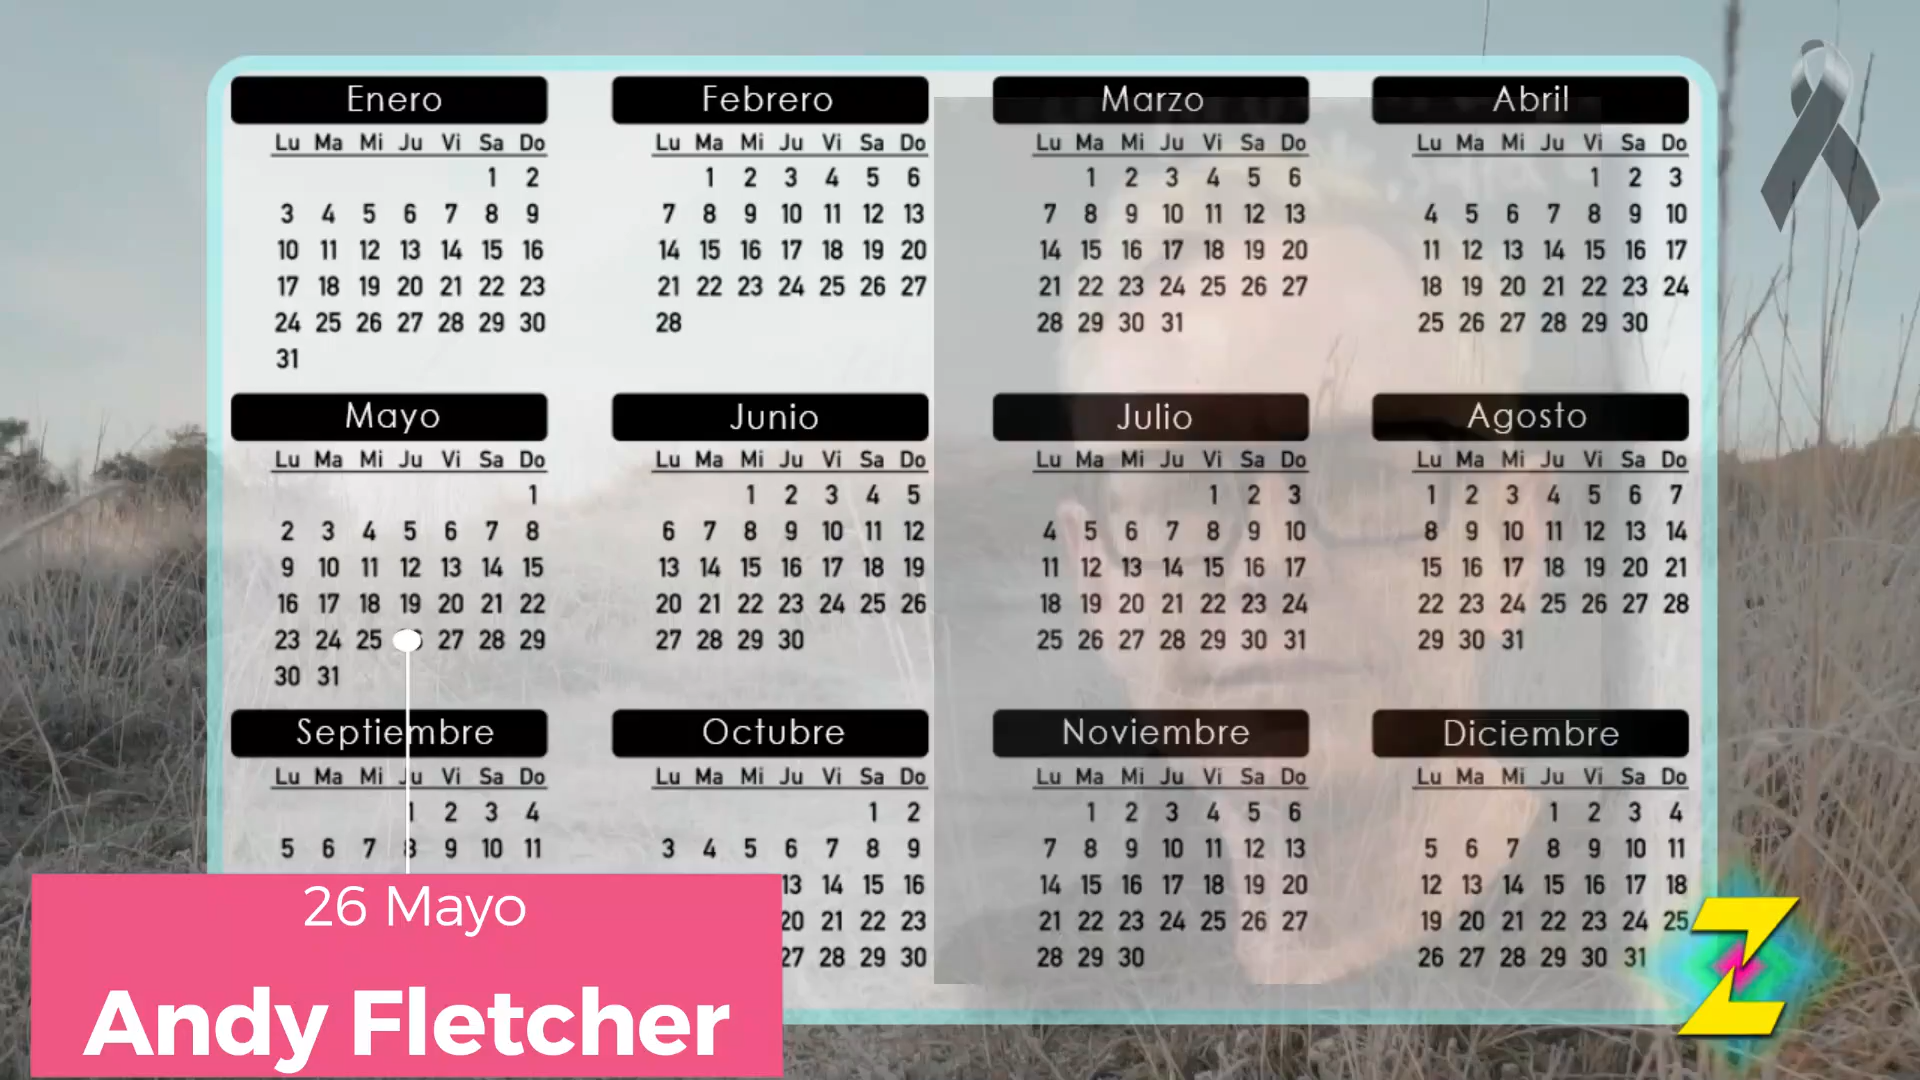 Enero
Lu Ma Mi Ju Vi Sa Do
1 2
3 4 5 6 7 8 9
10 11 12 13 14 15 16
17 18 19 20 21 22 23
24 25 26 27 28 29 30
31
Febrero
Lu Ma Mi Ju Vi Sa Do
1 2 3 4 5 6
7 8 9 10 11 12 13
14 15 16 17 18 19 20
21 22 23 24 25 26 27
28
Marzo
Lu Ma Mi Ju Vi Sa Do
1 2 3 4 5 6
7 8 9 10 11 12 13
14 15 16 17 18 19 20
21 22 23 24 25 26 27
28 29 30 31
Abril
Lu Ma Mi Ju Vi Sa Do
1 2 3
4 5 6 7 8 9 10
11 12 13 14 15 16 17
18 19 20 21 22 23 24
25 26 27 28 29 30
Mayo
Lu Ma Mi Ju Vi Sa Do
1
2 3 4 5 6 7 8
9 10 11 12 13 14 15
16 17 18 19 20 21 22
23 24 25 27 28 29
30 31
Junio
Lu Ma Mi Ju Vi Sa Do
1 2 3 4 5
6 7 8 9 10 11 12
13 14 15 16 17 18 19
20 21 22 23 24 25 26
27 28 29 30
Julio
Lu Ma Mi Ju Vi Sa Do
1 2 3
4 5 6 7 8 9 10
11 12 13 14 15 16 17
18 19 20 21 22 23 24
25 26 27 28 29 30 31
Agosto
Lu Ma Mi Ju Vi Sa Do
1 2 3 4 5 6 7
8 9 10 11 12 13 14
15 16 17 18 19 20 21
22 23 24 25 26 27 28
29 30 31
Septiembre
Lu Ma Mi Ju Vi Sa Do
1 2 3 4
5 6 7 8 9 10 11
Octubre
Lu Ma Mi Ju Vi Sa Do
1 2
3 4 5 6 7 8 9
13 14 15 16
20 21 22 23
27 28 29 30
Noviembre
Lu Ma Mi Ju Vi Sa Do
1 2 3 4 5 6
7 8 9 10 11 12 13
14 15 16 17 18 19 20
21 22 23 24 25 26 27
28 29 30
Diciembre
Lu Ma Mi Ju Vi Sa Do
1 2 3 4
5 6 7 8 9 10 11
12 13 14 15 16 17 18
19 20 21 22 23 24 25
26 27 28 29 30 31
26 Mayo
Andy Fletcher
Z